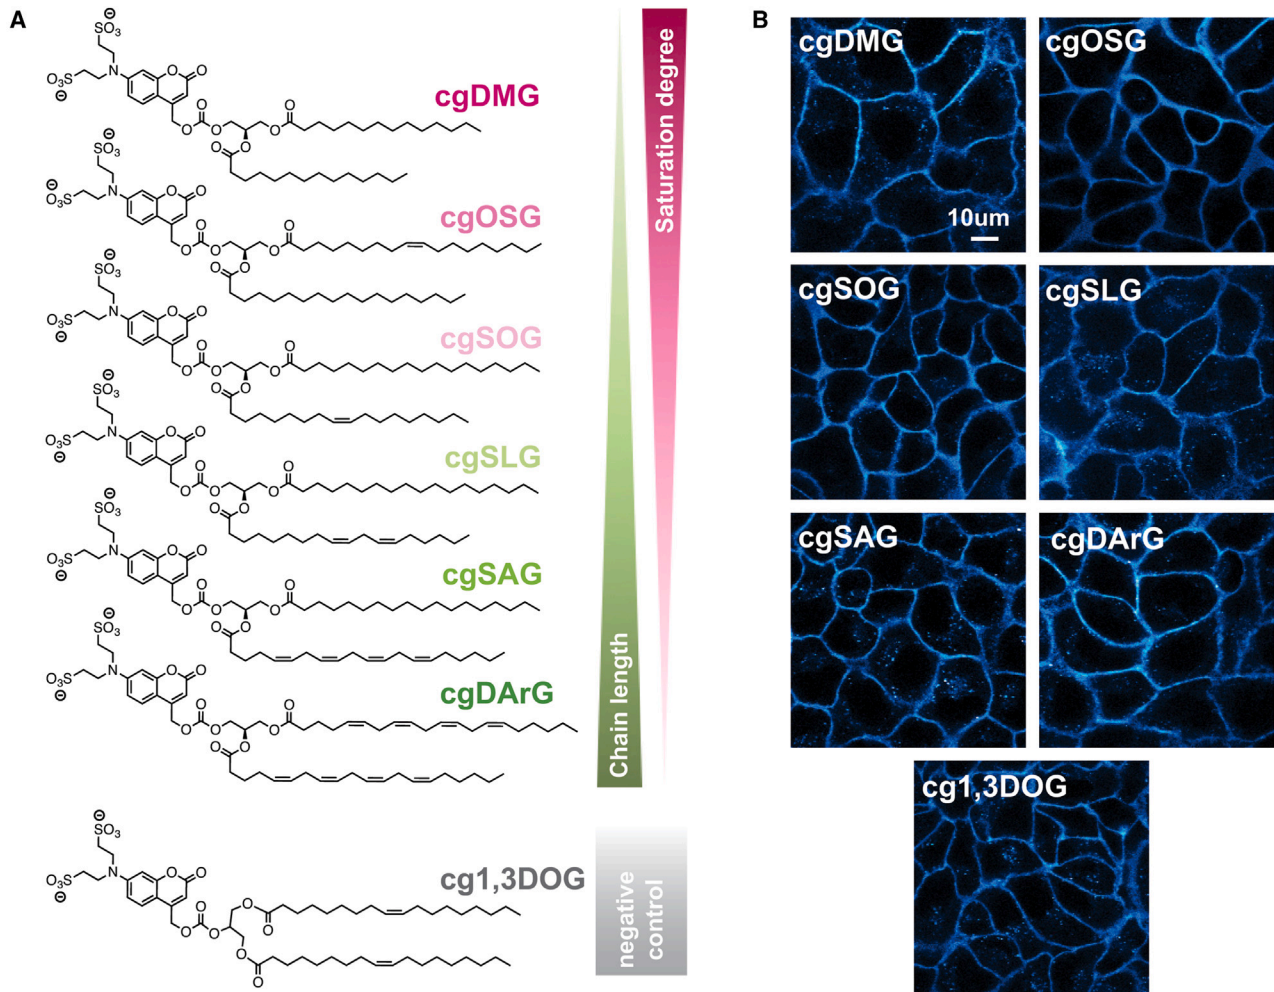 A
B
cgDMG
cgOSG
cgSOG
cgSLG
cgSAG
cgDArG
cg1,3DOG
Chain length
Saturation degree
negative
control
cgDMG
10um
cgOSG
cgSOG
cgSLG
cgSAG
cgDArG
cg1,3DOG